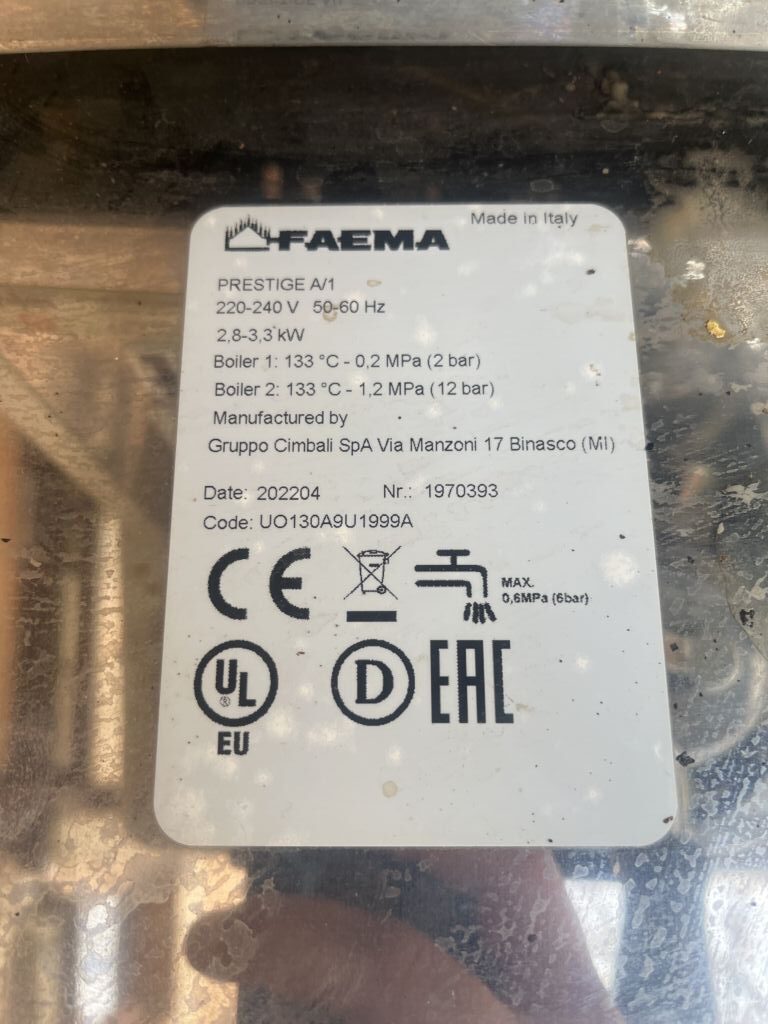 FAEMA
Made in Italy
PRESTIGE A/1
220-240 V 50-60 Hz
2,8-3,3 kW
Boiler 1: 133 °C - 0,2 MPa (2 bar)
Boiler 2: 133 °C - 1,2 MPa (12 bar)
Manufactured by
Gruppo Cimbali SpA Via Manzoni 17 Binasco (MI)
Date: 202204 Nr.: 1970393
Code: UO130A9U1999A
CE
MAX.
0,6MPa (6bar)
UL
®
EU
D
EAC